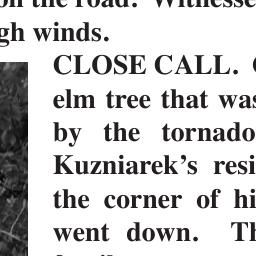 on the road. Witnesse
gh winds.
CLOSE CALL.
elm tree that was
by the tornado
Kuzniarek's resi
the corner of hi
went down. Th